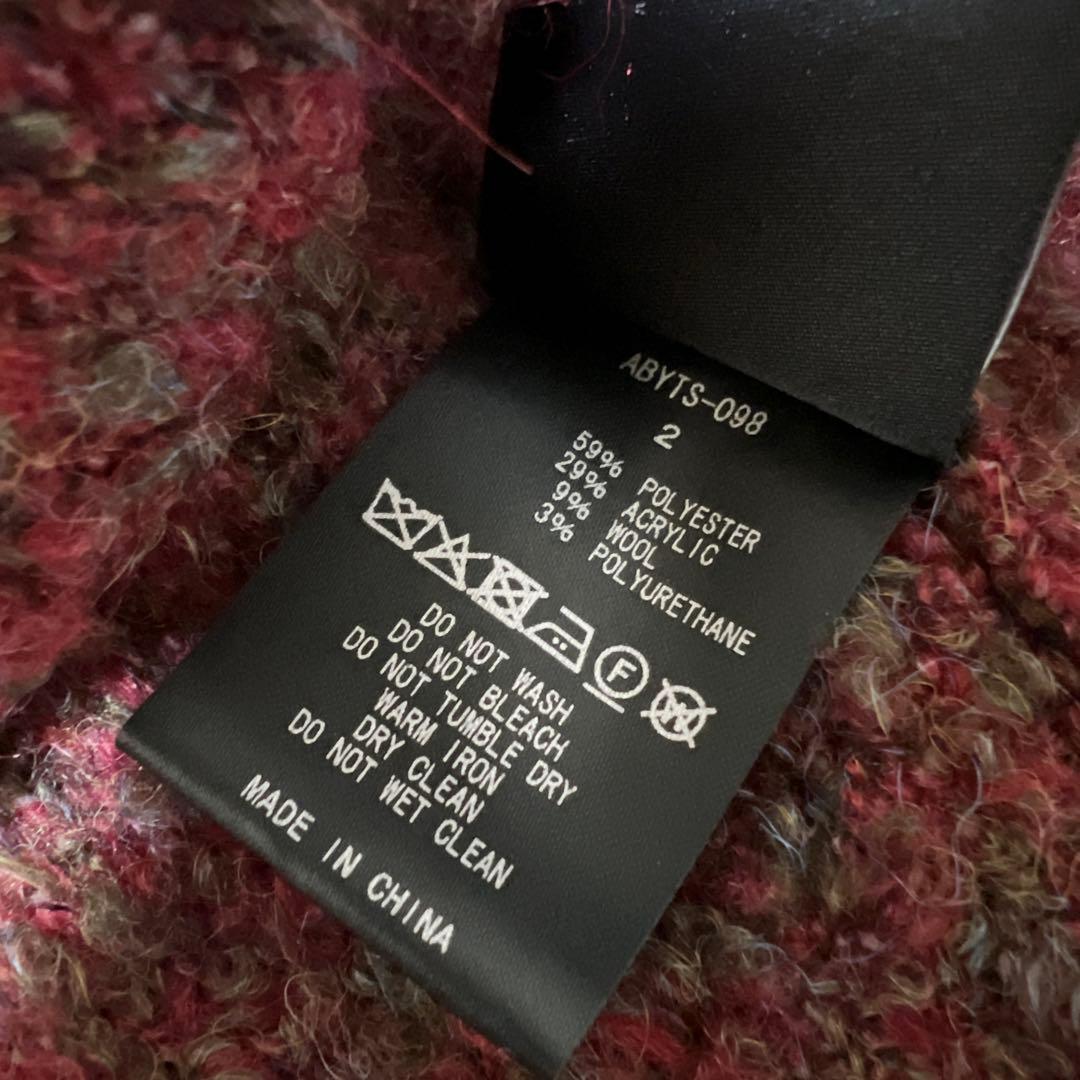 ABYTS-098
2
59% POLYESTER
29% ACRYLIC
9% WOOL
3% POLYURETHANE
F W
DO NOT WASH
DO NOT BLEACH
DO NOT TUMBLE DRY
WARM IRON
DRY CLEAN
DO NOT WET CLEAN
MADE IN CHINA